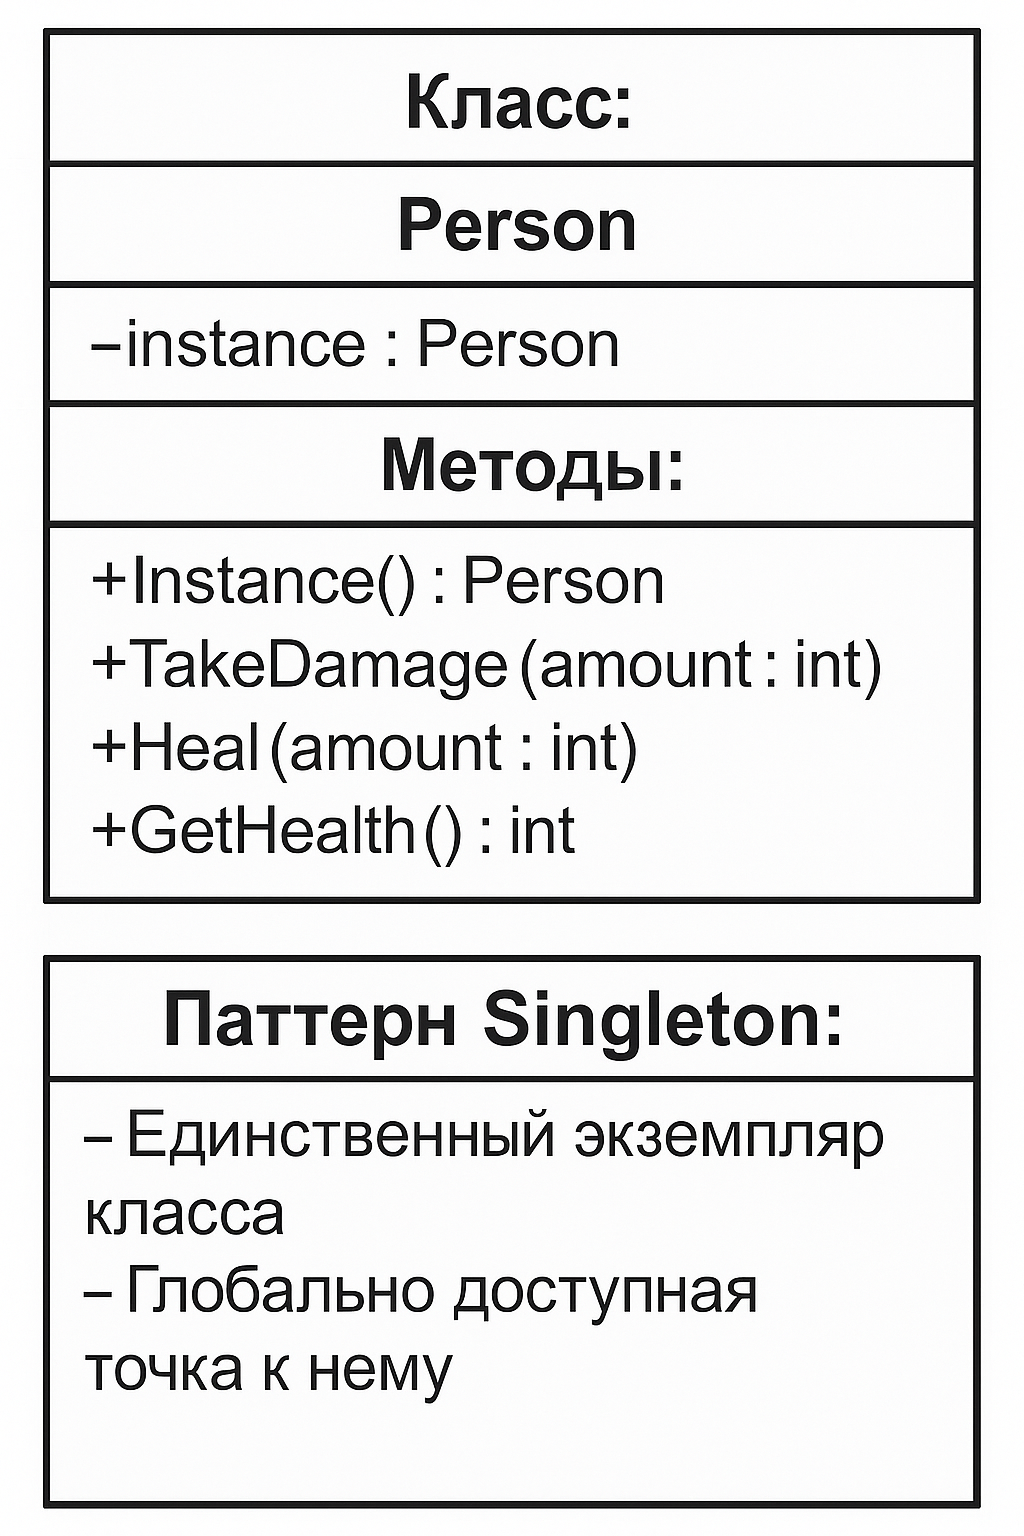 Класс:
Person
–instance : Person
Методы:
+Instance() : Person
+TakeDamage(amount : int)
+Heal(amount : int)
+GetHealth() : int
Паттерн Singleton:
– Единственный экземпляр
класса
– Глобально доступная
точка к нему